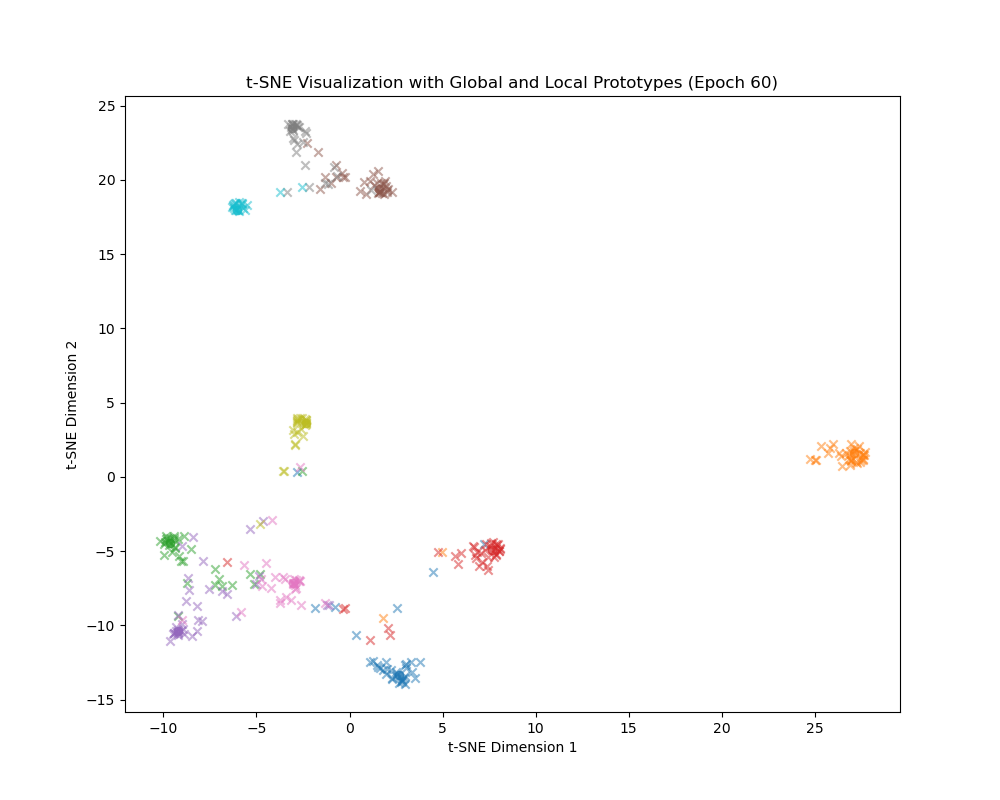 t-SNE Visualization with Global and Local Prototypes (Epoch 60)
25
20
15
10
5
0
−5
−10
−15
t-SNE Dimension 2
−10 −5 0 5 10 15 20 25
t-SNE Dimension 1